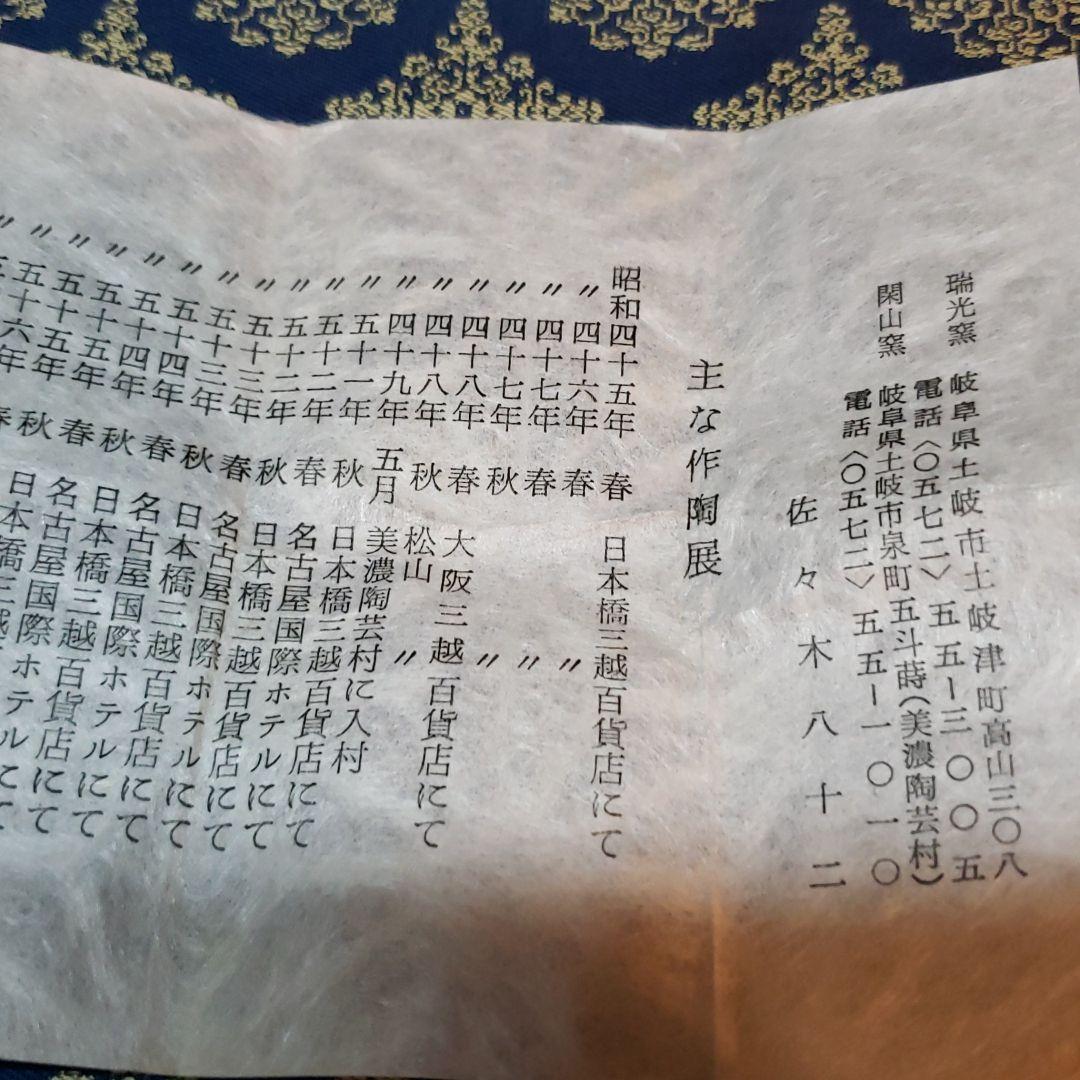 瑞光窯 岐阜県土岐市土岐津町高山三〇八
電話〈〇五七二〉五五ー三〇〇五
閑山窯 岐阜県土岐市泉町五斗蒔(美濃陶芸村)
電話〈〇五七二〉五五ー一〇一〇
佐々木八十二
主な作陶展
昭和四十五年 春 日本橋三越百貨店にて
〃 四十六年 春 〃
〃 四十七年 春 〃
〃 四十七年 秋 〃
〃 四十八年 春 大阪三越
〃 四十八年 秋 松山〃百貨店にて
〃 四十九年 五月 美濃陶芸村に入村
〃 五十一年 秋 日本橋三越百貨店にて
〃 五十二年 春 名古屋国際ホテルにて
〃 五十二年 秋 日本橋三越百貨店にて
〃 五十三年 春 名古屋国際ホテルにて
〃 五十三年 秋 日本橋三越百貨店にて
〃 五十四年 春 名古屋国際ホテルにて
〃 五十四年 秋 日本橋三越百貨店にて
〃 五十五年 春 名古屋国際ホテルにて
〃 五十五年 秋 日本橋三越
〃 五十六年 春